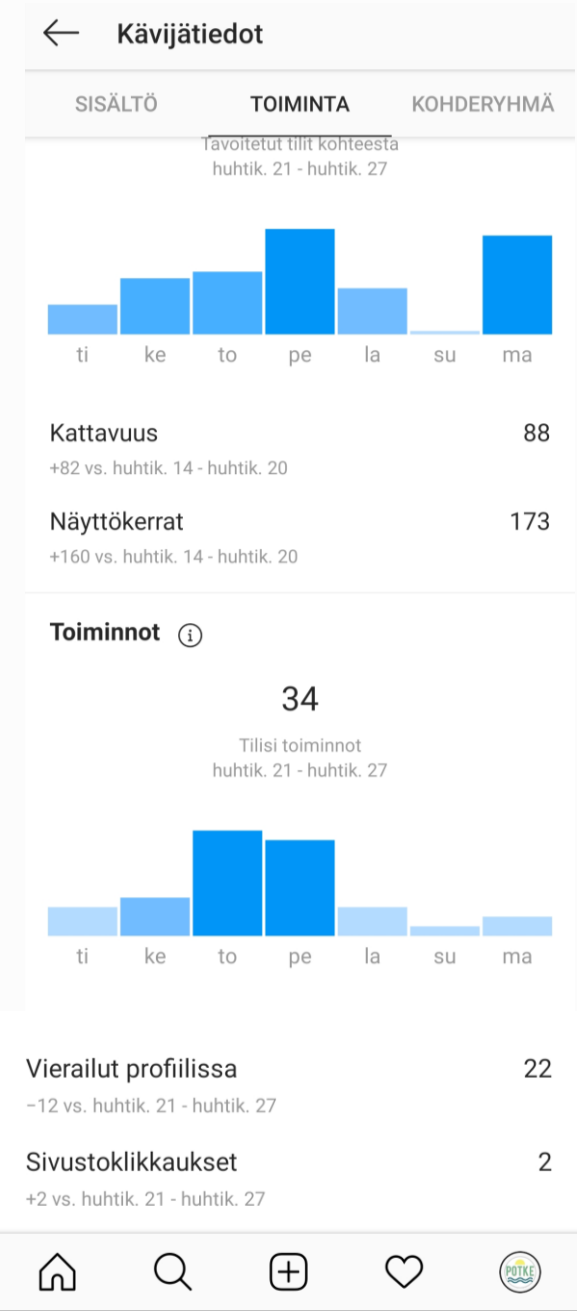 Kävijätiedot
SISÄLTÖ TOIMINTA KOHDERYHMÄ
Tavoitetut tilit kohteesta
huhtik. 21 - huhtik. 27
ti ke to pe la su ma
Kattavuus 88
+82 vs. huhtik. 14 - huhtik. 20
Näyttökerrat 173
+160 vs. huhtik. 14 - huhtik. 20
Toiminnot
34
Tilisi toiminnot
huhtik. 21 - huhtik. 27
ti ke to pe la su ma
Vierailut profiilissa 22
−12 vs. huhtik. 21 - huhtik. 27
Sivustoklikkaukset 2
+2 vs. huhtik. 21 - huhtik. 27
POTKE